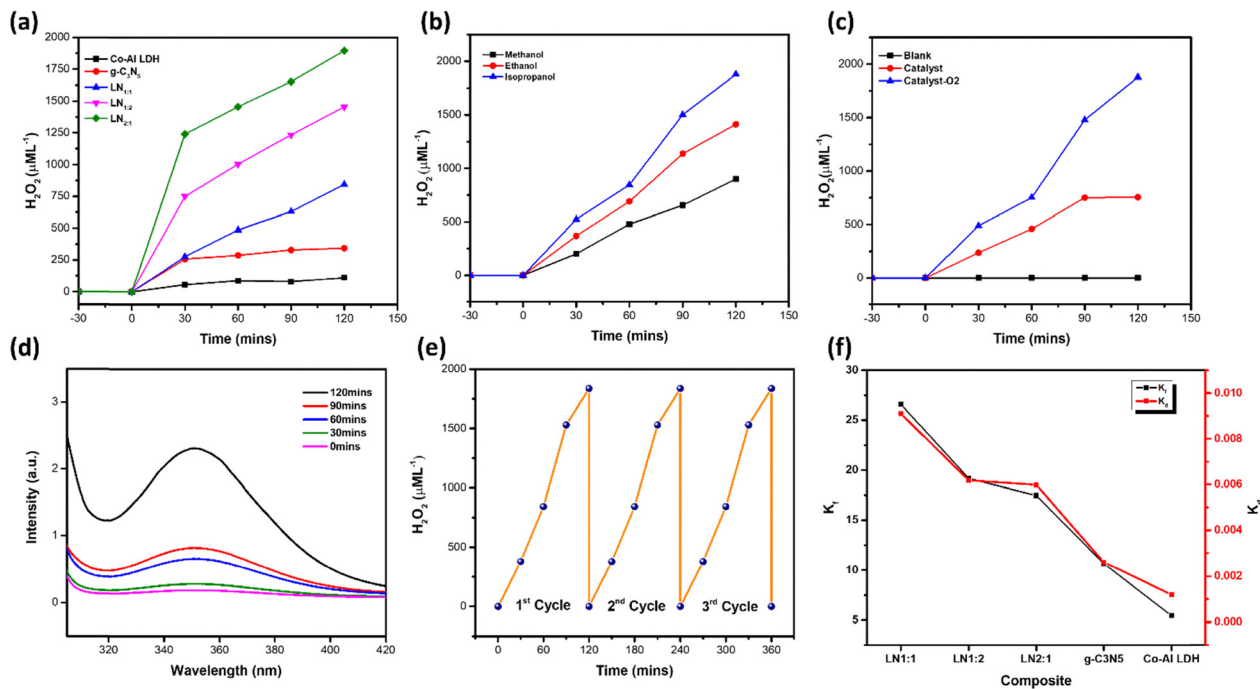 (a)
Co-Al LDH
g-C₃N₅
LN₁:₁
LN₁:₂
LN₂:₁
2000
1750
1500
1250
1000
750
500
250
0
H₂O₂ (μML⁻¹)
-30 0 30 60 90 120 150
Time (mins)
(b)
Methanol
Ethanol
Isopropanol
2000
1500
1000
500
0
H₂O₂ (μML⁻¹)
-30 0 30 60 90 120 150
Time (mins)
(c)
Blank
Catalyst
Catalyst-O2
2000
1500
1000
500
0
H₂O₂(μML⁻¹)
-30 0 30 60 90 120 150
Time (mins)
(d)
120mins
90mins
60mins
30mins
0mins
3
2
1
0
Intensity (a.u.)
320 340 360 380 400 420
Wavelength (nm)
(e)
2000
1500
1000
500
0
H₂O₂ (μML⁻¹)
1ˢᵗ Cycle 2ⁿᵈ Cycle 3ʳᵈ Cycle
0 60 120 180 240 300 360
Time (mins)
(f)
K_f
K_d
30
25
20
15
10
5
K_f
0.010
0.008
0.006
0.004
0.002
0.000
K_d
LN1:1 LN1:2 LN2:1 g-C3N5 Co-Al LDH
Composite